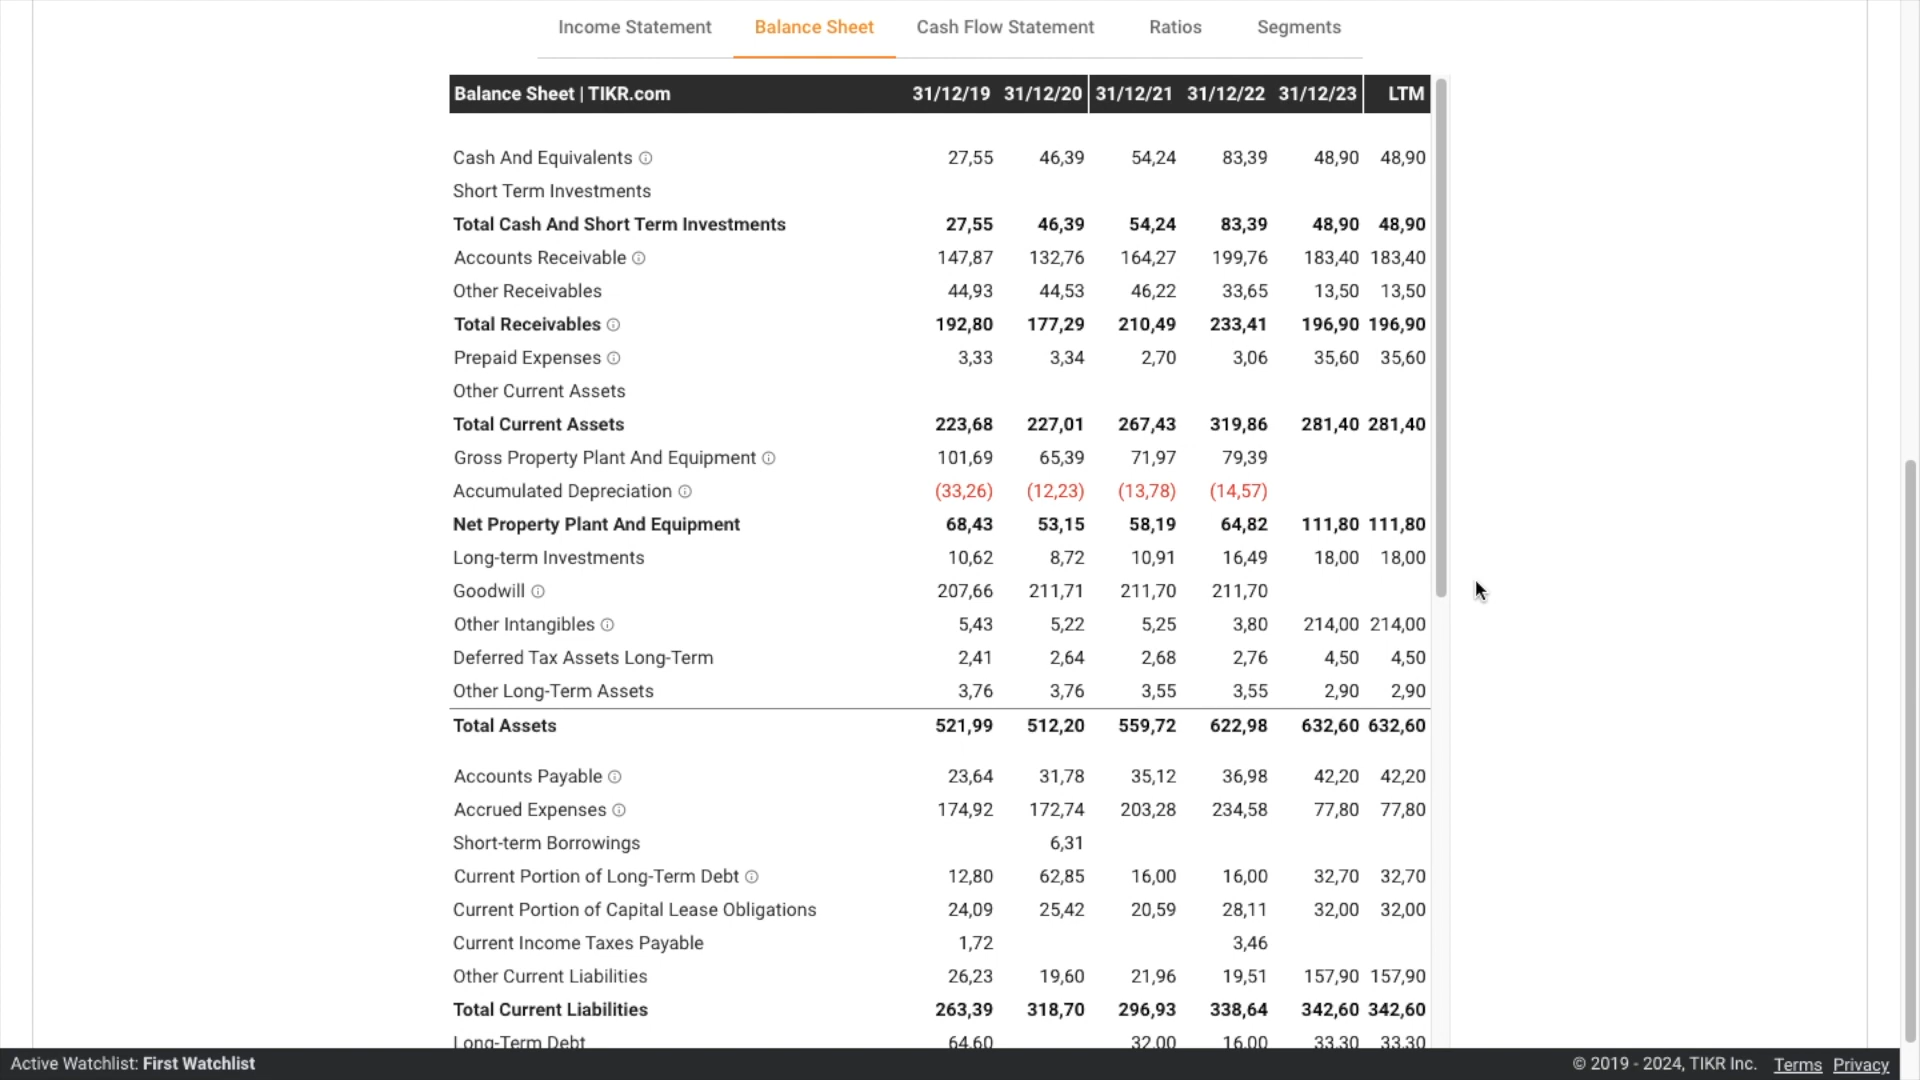 Income Statement Balance Sheet Cash Flow Statement Ratios Segments
Balance Sheet | TIKR.com 31/12/19 31/12/20 31/12/21 31/12/22 31/12/23 LTM
Cash And Equivalents 27,55 46,39 54,24 83,39 48,90 48,90
Short Term Investments
Total Cash And Short Term Investments 27,55 46,39 54,24 83,39 48,90 48,90
Accounts Receivable 147,87 132,76 164,27 199,76 183,40 183,40
Other Receivables 44,93 44,53 46,22 33,65 13,50 13,50
Total Receivables 192,80 177,29 210,49 233,41 196,90 196,90
Prepaid Expenses 3,33 3,34 2,70 3,06 35,60 35,60
Other Current Assets
Total Current Assets 223,68 227,01 267,43 319,86 281,40 281,40
Gross Property Plant And Equipment 101,69 65,39 71,97 79,39
Accumulated Depreciation (33,26) (12,23) (13,78) (14,57)
Net Property Plant And Equipment 68,43 53,15 58,19 64,82 111,80 111,80
Long-term Investments 10,62 8,72 10,91 16,49 18,00 18,00
Goodwill 207,66 211,71 211,70 211,70
Other Intangibles 5,43 5,22 5,25 3,80 214,00 214,00
Deferred Tax Assets Long-Term 2,41 2,64 2,68 2,76 4,50 4,50
Other Long-Term Assets 3,76 3,76 3,55 3,55 2,90 2,90
Total Assets 521,99 512,20 559,72 622,98 632,60 632,60
Accounts Payable 23,64 31,78 35,12 36,98 42,20 42,20
Accrued Expenses 174,92 172,74 203,28 234,58 77,80 77,80
Short-term Borrowings 6,31
Current Portion of Long-Term Debt 12,80 62,85 16,00 16,00 32,70 32,70
Current Portion of Capital Lease Obligations 24,09 25,42 20,59 28,11 32,00 32,00
Current Income Taxes Payable 1,72 3,46
Other Current Liabilities 26,23 19,60 21,96 19,51 157,90 157,90
Total Current Liabilities 263,39 318,70 296,93 338,64 342,60 342,60
Long-Term Debt 64,60 32,00 16,00 33,30 33,30
Active Watchlist: First Watchlist © 2019 - 2024, TIKR Inc. Terms Privacy